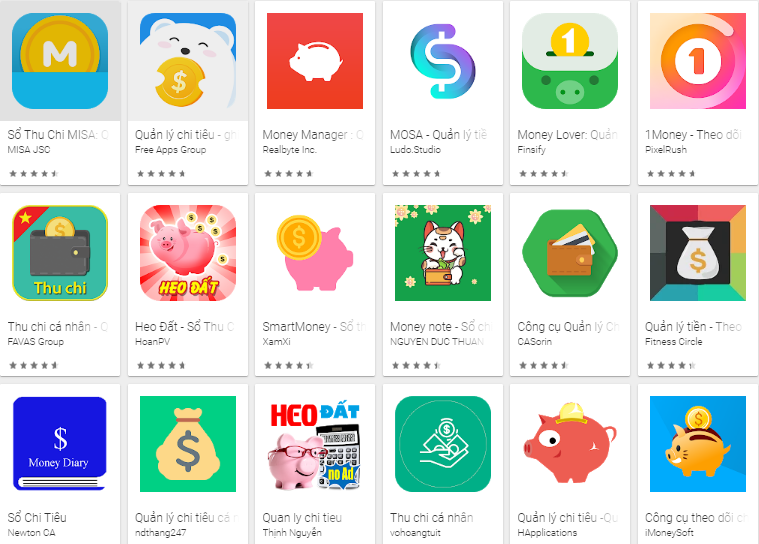 M
$
1
1
Sổ Thu Chi MISA:
Quản lý chi tiêu - gh
Money Manager :
MOSA - Quản lý tiề
Money Lover: Quản
1Money - Theo dõi
MISA JSC
Free Apps Group
Realbyte Inc.
Ludo.Studio
Finsify
PixelRush
Thu chi
HEO ĐẤT
$
$
Thu chi cá nhân -
Heo Đất - Sổ Thu C
SmartMoney - Sổ th
Money note - Sổ ch
Công cụ Quản lý Ch
Quản lý tiền - Theo
FAVAS Group
HoanPV
XamXi
NGUYEN DUC THUAN
CASorin
Fitness Circle
$
Money Diary
$
HEO ĐẤT
no Ad
$
$
Sổ Chi Tiêu
Quản lý chi tiêu cá n
Quan ly chi tieu
Thu chi cá nhân
Quản lý chi tiêu -Qu
Công cụ theo dõi ch
Newton CA
ndthang247
Thịnh Nguyễn
vohoangtuit
HApplications
iMoneySoft